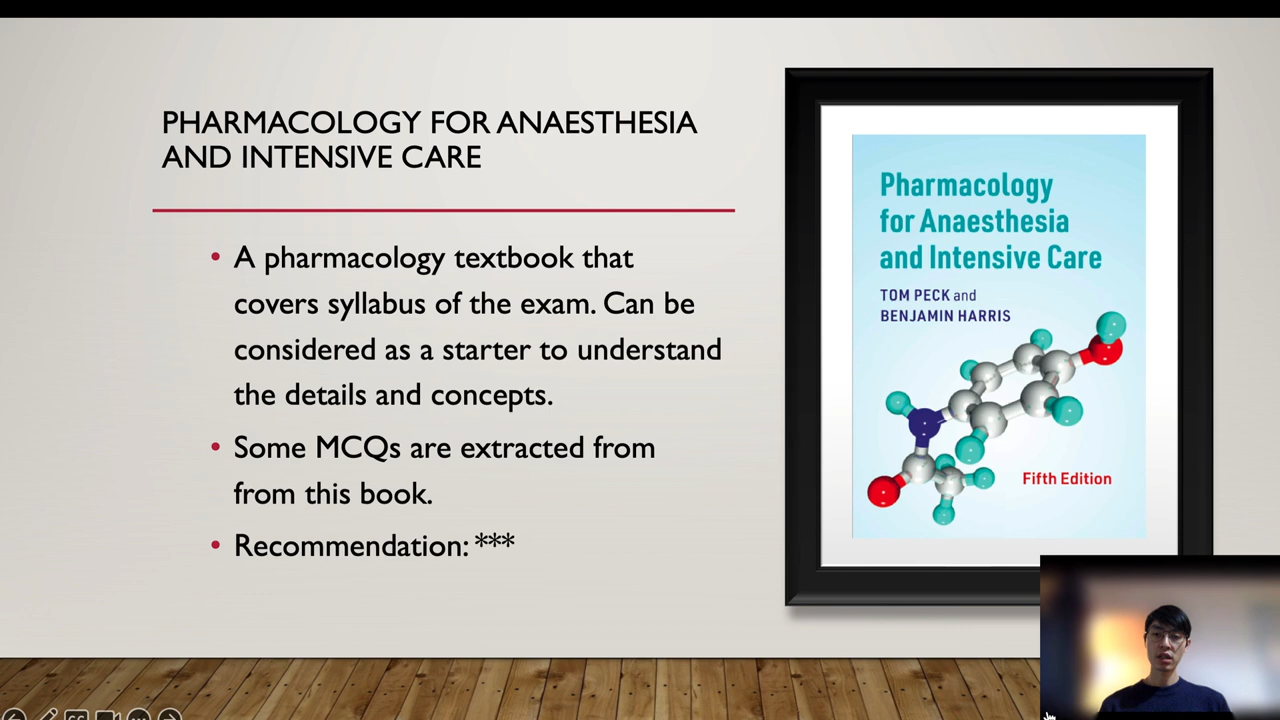 PHARMACOLOGY FOR ANAESTHESIA
AND INTENSIVE CARE
A pharmacology textbook that
covers syllabus of the exam. Can be
considered as a starter to understand
the details and concepts.
Some MCQs are extracted from
from this book.
Recommendation: ***
Pharmacology
for Anaesthesia
and Intensive Care
TOM PECK and
BENJAMIN HARRIS
Fifth Edition